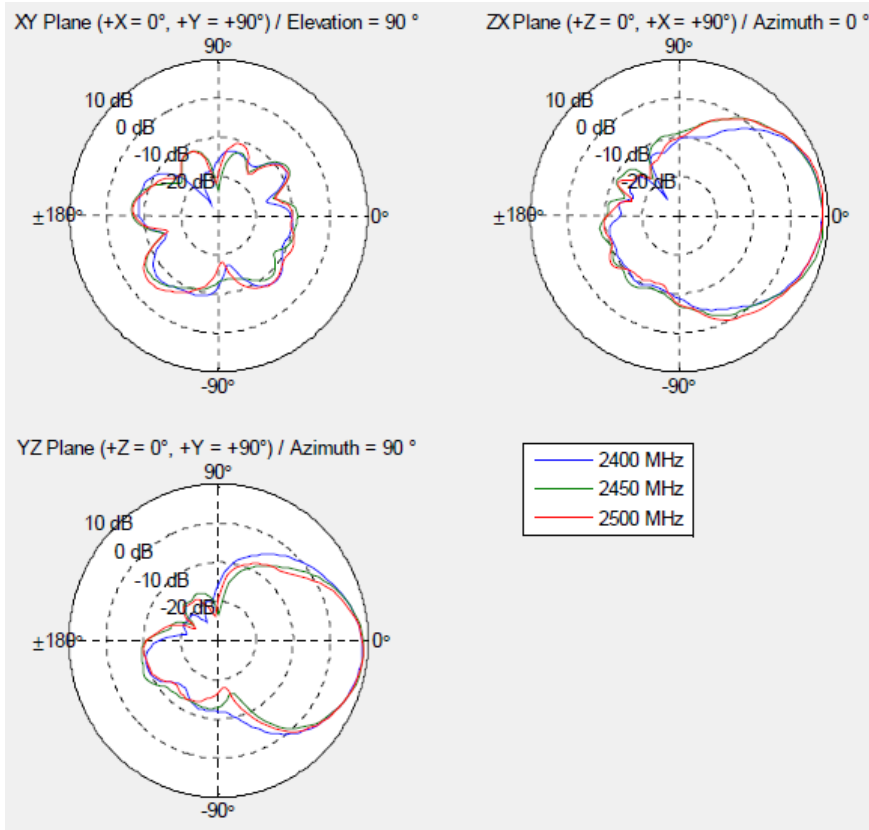 XY Plane (+X = 0°, +Y = +90°) / Elevation = 90 °
90°
10 dB
0 dB
-10 dB
-20 dB
±180°
0°
-90°
ZX Plane (+Z = 0°, +X = +90°) / Azimuth = 0 °
90°
10 dB
0 dB
-10 dB
-20 dB
±180°
0°
-90°
YZ Plane (+Z = 0°, +Y = +90°) / Azimuth = 90 °
90°
10 dB
0 dB
-10 dB
-20 dB
±180°
0°
-90°
2400 MHz
2450 MHz
2500 MHz